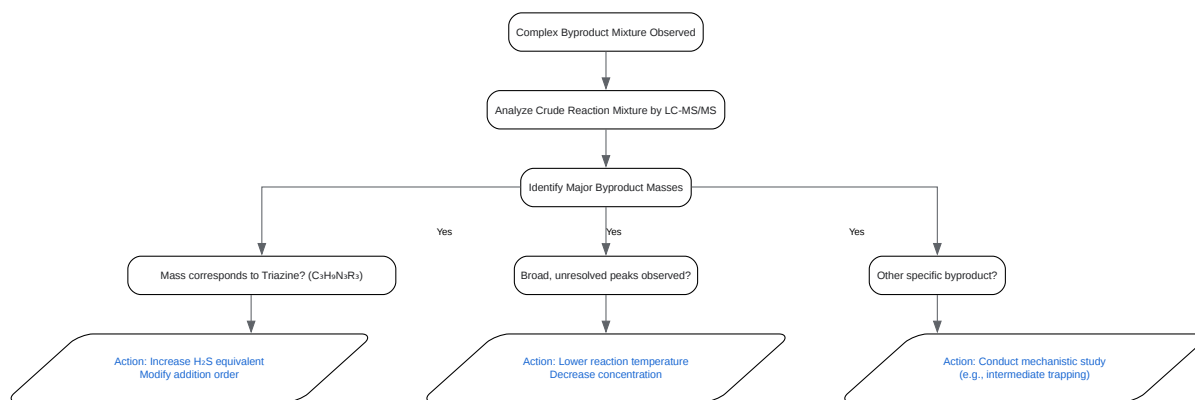 Complex Byproduct Mixture Observed
Analyze Crude Reaction Mixture by LC-MS/MS
Identify Major Byproduct Masses
Yes
Yes
Yes
Mass corresponds to Triazine? (C₃H₉N₃R₃)
Broad, unresolved peaks observed?
Other specific byproduct?
Action: Increase H₂S equivalent
Modify addition order
Action: Lower reaction temperature
Decrease concentration
Action: Conduct mechanistic study
(e.g., intermediate trapping)